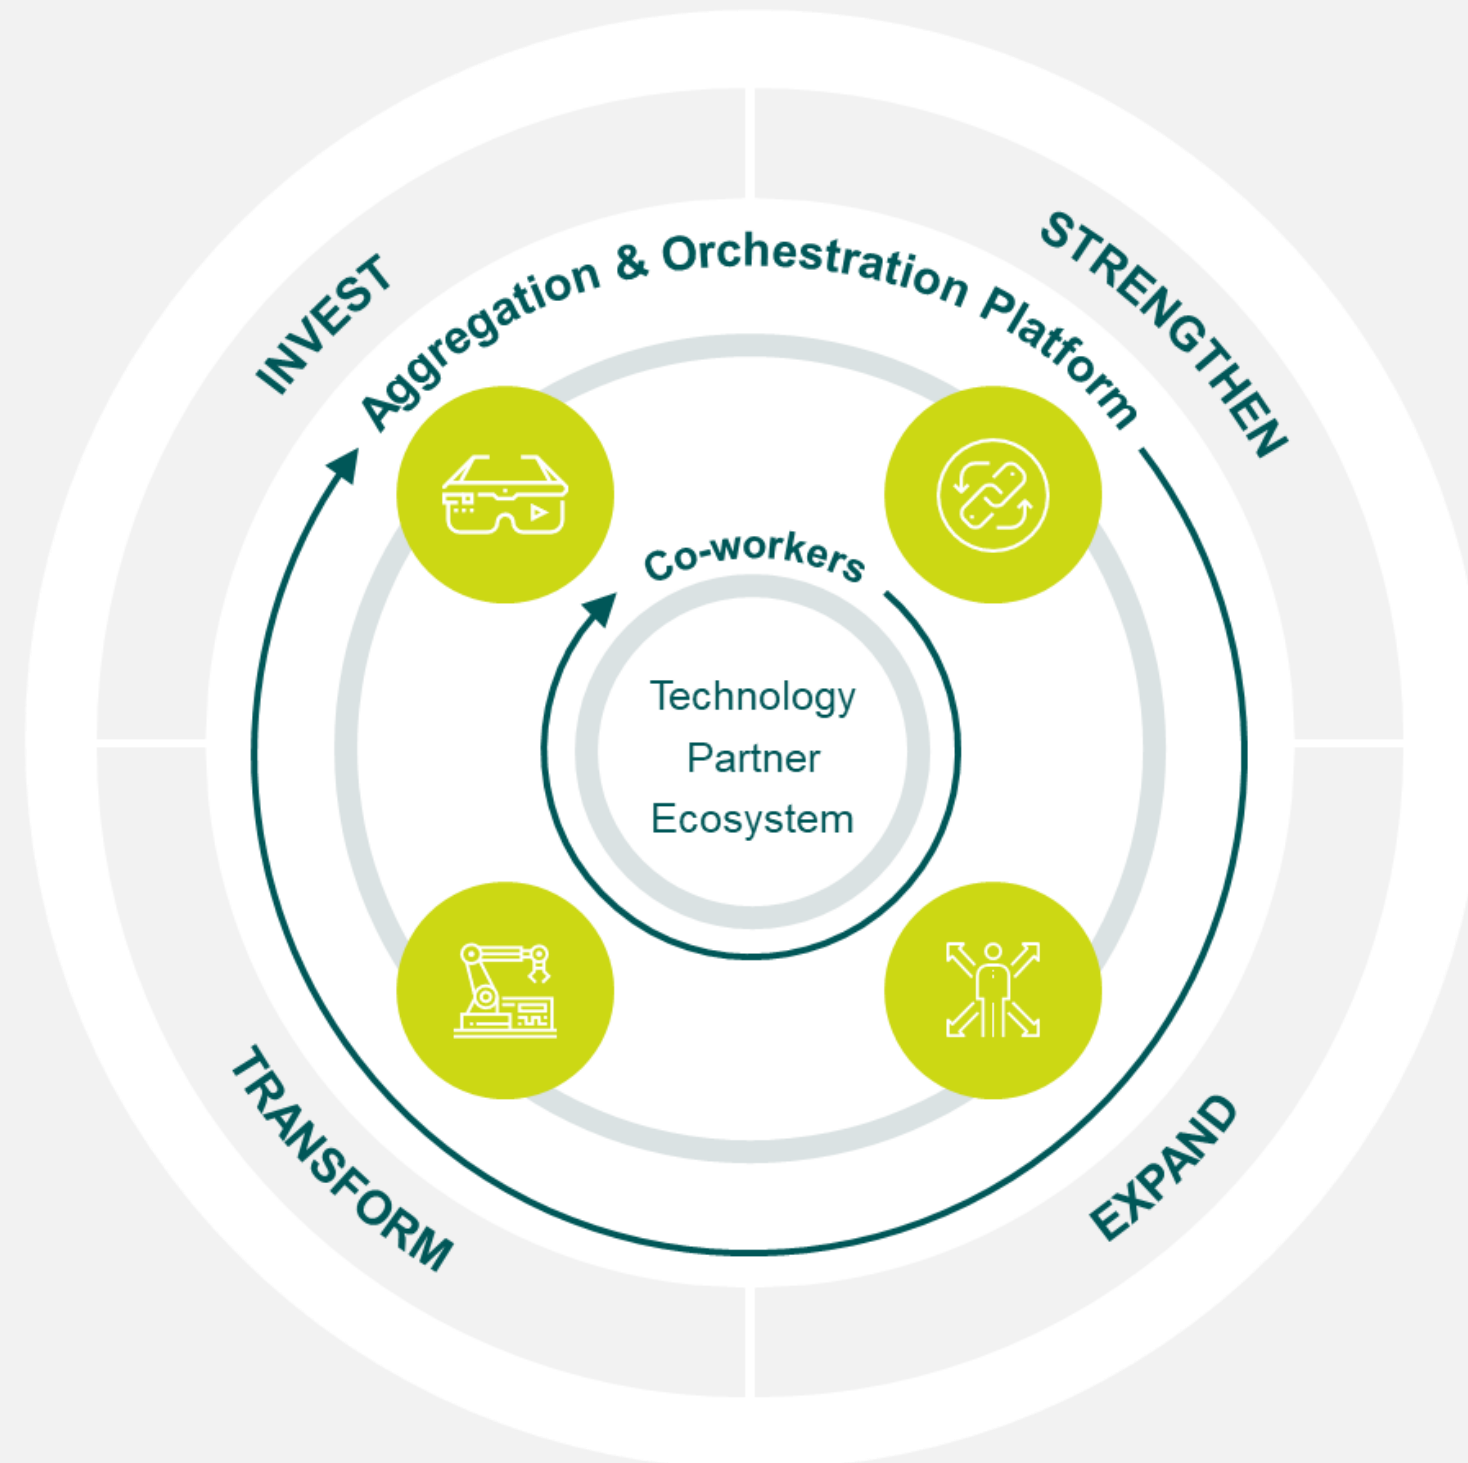 INVEST
STRENGTHEN
Aggregation & Orchestration Platform
Co-workers
Technology
Partner
Ecosystem
TRANSFORM
EXPAND